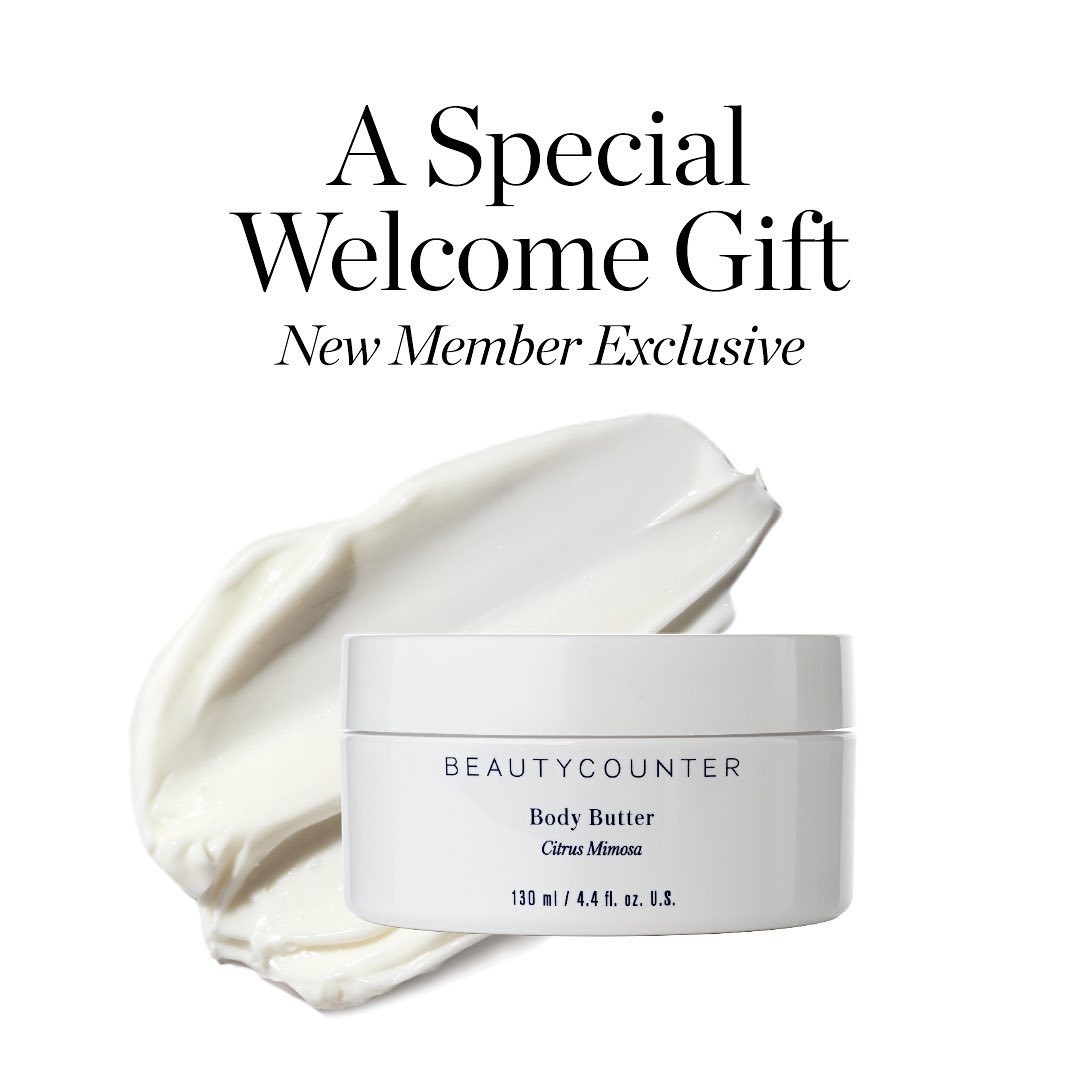 A Special
Welcome Gift
New Member Exclusive
BEAUTYCOUNTER
Body Butter
Citrus Mimosa
130 ml / 4.4 fl. oz. U.S.